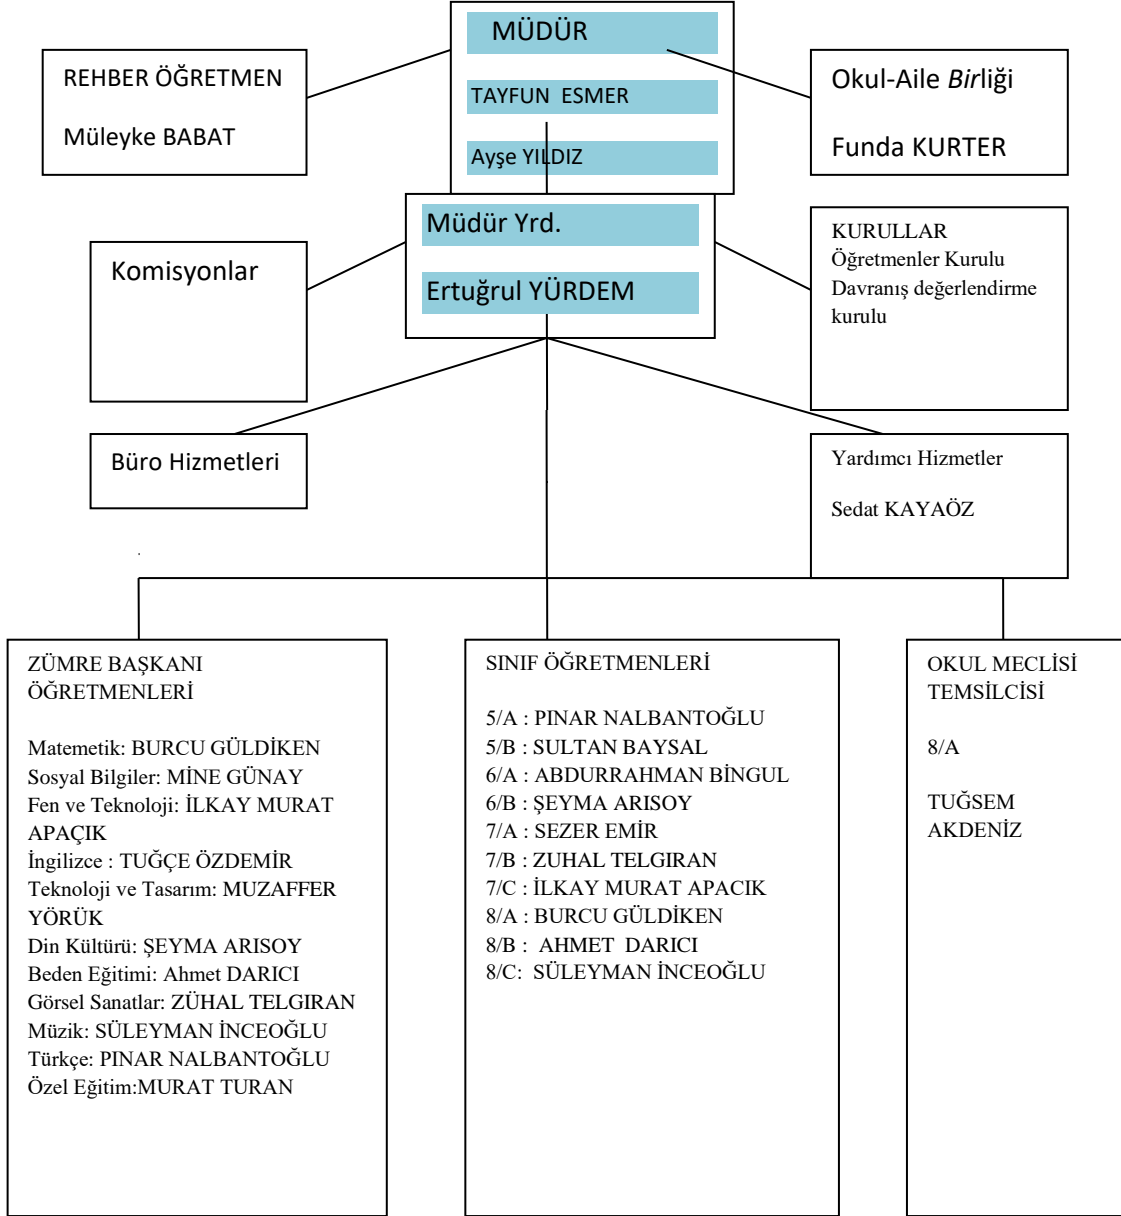 MÜDÜR
TAYFUN ESMER
Ayşe YILDIZ
REHBER ÖĞRETMEN
Müleyke BABAT
Okul-Aile Birliği
Funda KURTER
Müdür Yrd.
Ertuğrul YÜRDEM
Komisyonlar
KURULLAR
Öğretmenler Kurulu
Davranış değerlendirme
kurulu
Büro Hizmetleri
Yardımcı Hizmetler
Sedat KAYAÖZ
ZÜMRE BAŞKANI
ÖĞRETMENLERİ
Matemetik: BURCU GÜLDİKEN
Sosyal Bilgiler: MİNE GÜNAY
Fen ve Teknoloji: İLKAY MURAT
APAÇIK
İngilizce : TUĞÇE ÖZDEMİR
Teknoloji ve Tasarım: MUZAFFER
YÖRÜK
Din Kültürü: ŞEYMA ARISOY
Beden Eğitimi: Ahmet DARICI
Görsel Sanatlar: ZÜHAL TELGIRAN
Müzik: SÜLEYMAN İNCEOĞLU
Türkçe: PINAR NALBANTOĞLU
Özel Eğitim:MURAT TURAN
SINIF ÖĞRETMENLERİ
5/A : PINAR NALBANTOĞLU
5/B : SULTAN BAYSAL
6/A : ABDURRAHMAN BİNGUL
6/B : ŞEYMA ARISOY
7/A : SEZER EMİR
7/B : ZUHAL TELGIRAN
7/C : İLKAY MURAT APACIK
8/A : BURCU GÜLDİKEN
8/B : AHMET DARICI
8/C: SÜLEYMAN İNCEOĞLU
OKUL MECLİSİ
TEMSİLCİSİ
8/A
TUĞSEM
AKDENİZ